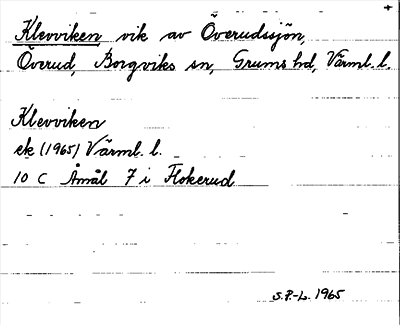 Klevviken vik av Överudssjön,
Överud, Borgviks sn, Grums hd, Värml. l.
Klevviken
ek (1965) Värml. l.
10 C Åmål 7 i Flokerud
S.P.-L. 1965